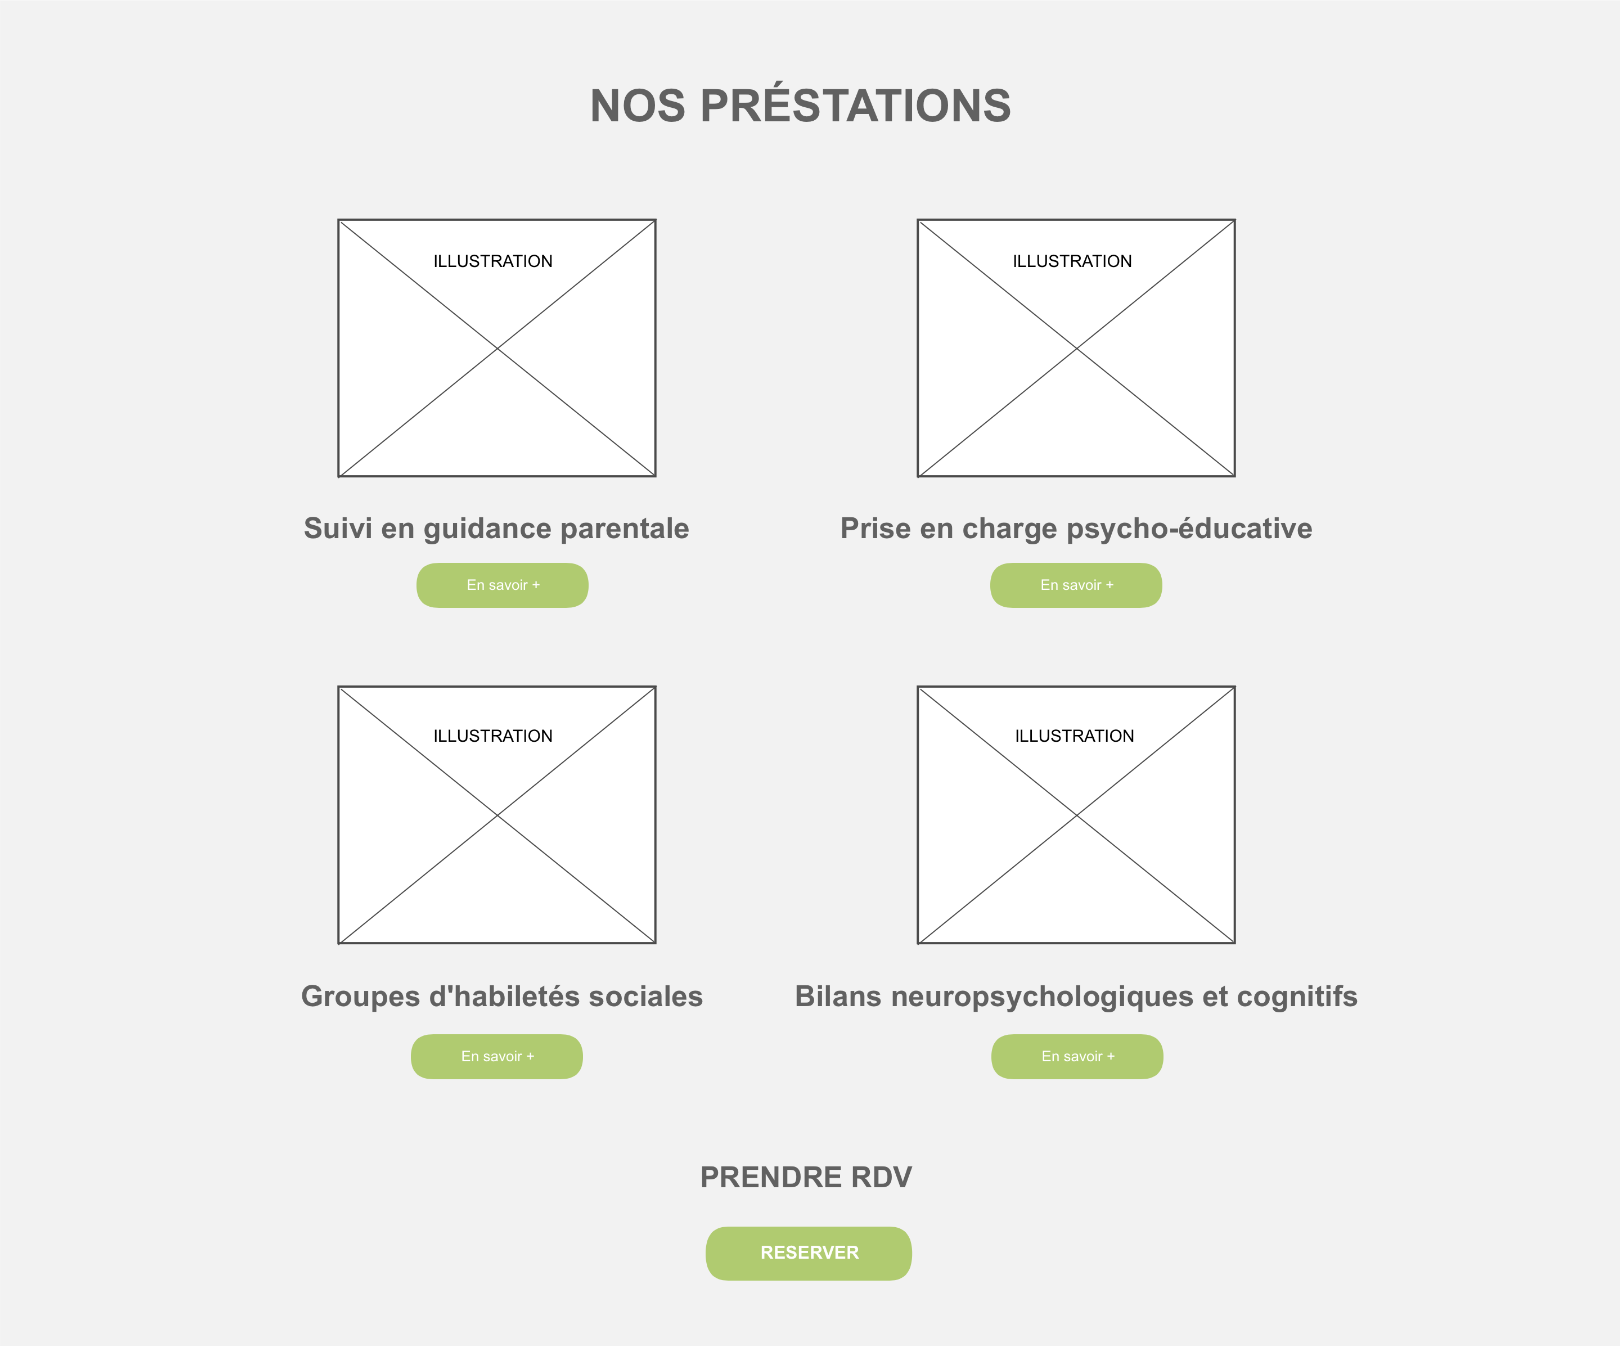 NOS PRÉSTATIONS
ILLUSTRATION
ILLUSTRATION
Suivi en guidance parentale
Prise en charge psycho-éducative
En savoir +
En savoir +
ILLUSTRATION
ILLUSTRATION
Groupes d'habiletés sociales
Bilans neuropsychologiques et cognitifs
En savoir +
En savoir +
PRENDRE RDV
RESERVER